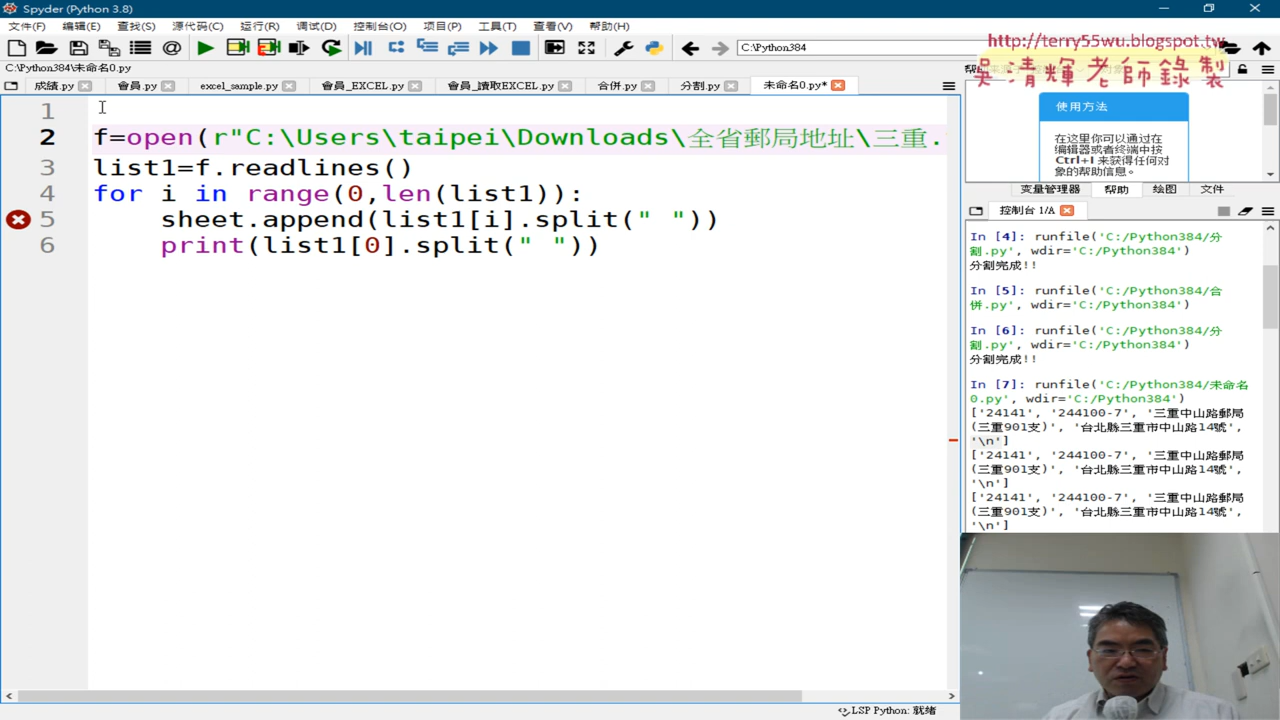 Spyder (Python 3.8)
文件(F) 编辑(E) 查找(S) 源代码(C) 运行(R) 调试(D) 控制台(O) 项目(P) 工具(T) 查看(V) 帮助(H)
C:\Python384
http://terry55wu.blogspot.tw
吳清輝老師錄製
C:\Python384\未命名0.py
成績.py 會員.py excel_sample.py 會員_EXCEL.py 會員_讀取EXCEL.py 合併.py 分割.py 未命名0.py*
1
2 f=open(r"C:\Users\taipei\Downloads\全省郵局地址\三重.
3 list1=f.readlines()
4 for i in range(0,len(list1)):
5 sheet.append(list1[i].split(" "))
6 print(list1[0].split(" "))
使用方法
在这里你可以通过在
编辑器或者终端中按
Ctrl+I 来获得任何对
象的帮助信息。
变量管理器 帮助 绘图 文件
控制台 1/A
In [4]: runfile('C:/Python384/分
割.py', wdir='C:/Python384')
分割完成!!
In [5]: runfile('C:/Python384/合
併.py', wdir='C:/Python384')
In [6]: runfile('C:/Python384/分
割.py', wdir='C:/Python384')
分割完成!!
In [7]: runfile('C:/Python384/未命名
0.py', wdir='C:/Python384')
['24141', '244100-7', '三重中山路郵局
(三重901支)', '台北縣三重市中山路14號',
'\n']
['24141', '244100-7', '三重中山路郵局
(三重901支)', '台北縣三重市中山路14號',
'\n']
['24141', '244100-7', '三重中山路郵局
(三重901支)', '台北縣三重市中山路14號',
'\n']
LSP Python: 就绪